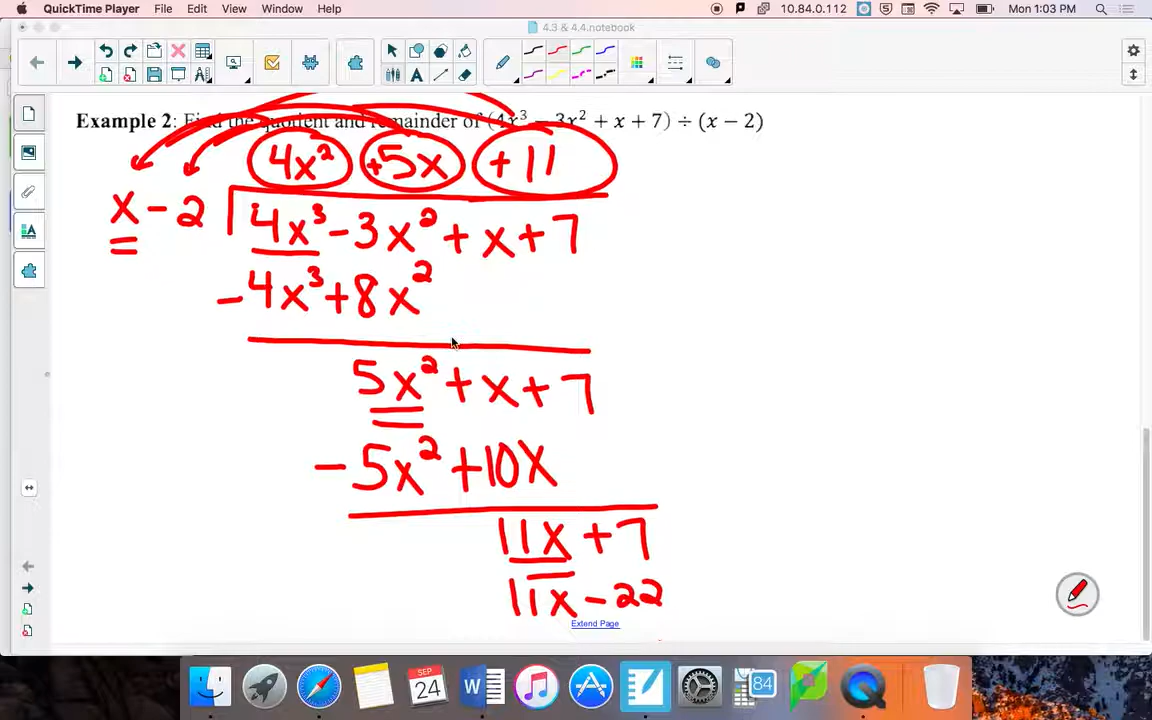 QuickTime Player File Edit View Window Help 10.84.0.112 Mon 1:03 PM
4.3 & 4.4.notebook
Example 2: Find the quotient and remainder of (4x³ − 3x² + x + 7) ÷ (x − 2)
4x² +5x +11
x − 2 4x³ − 3x² + x + 7
−4x³ + 8x²
5x² + x + 7
−5x² + 10x
11x + 7
11x − 22
Extend Page
SEP
24
W
84